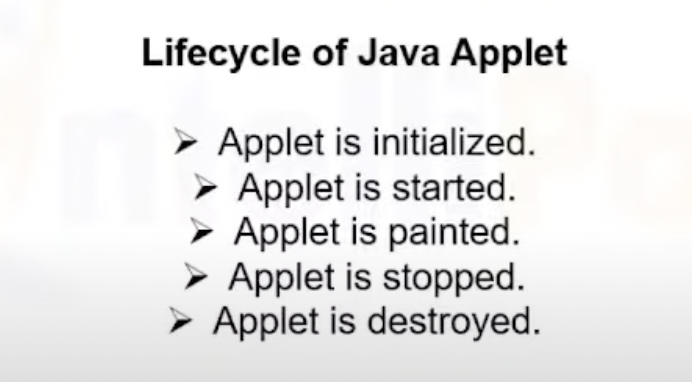 Lifecycle of Java Applet
➢ Applet is initialized.
➢ Applet is started.
➢ Applet is painted.
➢ Applet is stopped.
➢ Applet is destroyed.